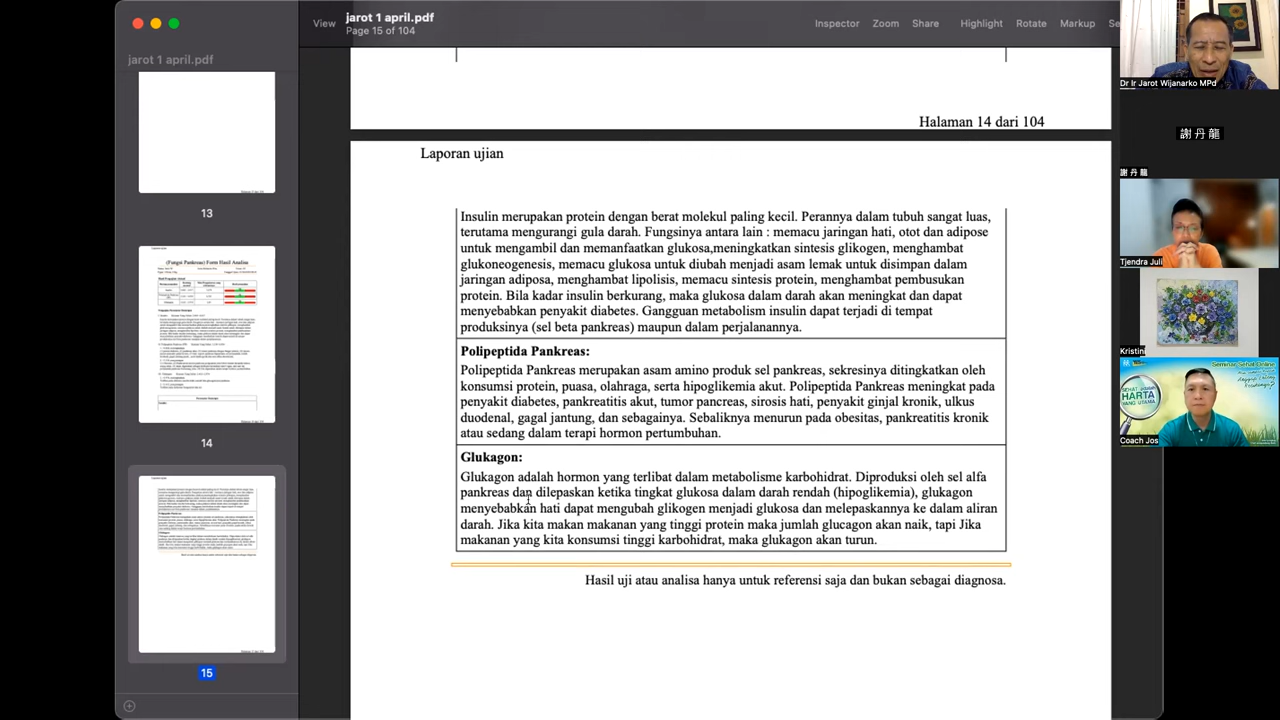 View
jarot 1 april.pdf
Page 15 of 104
Inspector
Zoom
Share
Highlight
Rotate
Markup
jarot 1 april.pdf
13
14
15
Halaman 14 dari 104
Laporan ujian
Insulin merupakan protein dengan berat molekul paling kecil. Perannya dalam tubuh sangat luas,
terutama mengurangi gula darah. Fungsinya antara lain : memacu jaringan hati, otot dan adipose
untuk mengambil dan memanfaatkan glukosa,meningkatkan sintesis glikogen, menghambat
glukoneogenesis, memacu glukosa untuk diubah menjadi asam lemak untuk disimpan dalam
jaringan adiposa, menghambat lipolisis, memacu sintesis protein, menghambat pembusukan
protein. Bila kadar insulin berkurang, maka glukosa dalam darah akan meningkat dan dapat
menyebabkan penyakit diabetes. Gangguan metabolism insulin dapat terjadi di tempat
produksinya (sel beta pankreas) maupun dalam perjalanannya.
Polipeptida Pankreas:
Polipeptida Pankreas merupakan asam amino produk sel pankreas, sekresinya ditingkatkan oleh
konsumsi protein, puasa, olahraga, serta hipoglikemia akut. Polipeptida Pankreas meningkat pada
penyakit diabetes, pankreatitis akut, tumor pancreas, sirosis hati, penyakit ginjal kronik, ulkus
duodenal, gagal jantung, dan sebagainya. Sebaliknya menurun pada obesitas, pankreatitis kronik
atau sedang dalam terapi hormon pertumbuhan.
Glukagon:
Glukagon adalah hormon yang terlibat dalam metabolisme karbohidrat. Diproduksi oleh sel alfa
pankreas dan dilepaskan ketika kadar glukosa dalam darah rendah (hipoglikemia), glukagon
menyebabkan hati dapat mengubah glikogen menjadi glukosa dan melepaskannya ke dalam aliran
darah. Jika kita makan makanan yang tinggi protein maka jumlah glucagon akan naik, tapi Jika
makanan yang kita konsumsi tinggi karbohidrat, maka glukagon akan turun.
Hasil uji atau analisa hanya untuk referensi saja dan bukan sebagai diagnosa.
Dr Ir Jarot Wijanarko MPd
謝丹龍
謝丹龍
Tjendra Juli
Kristini
Seminar Sehat Online
SEHAT adalah
HARTA
YANG UTAMA
Coach Jos